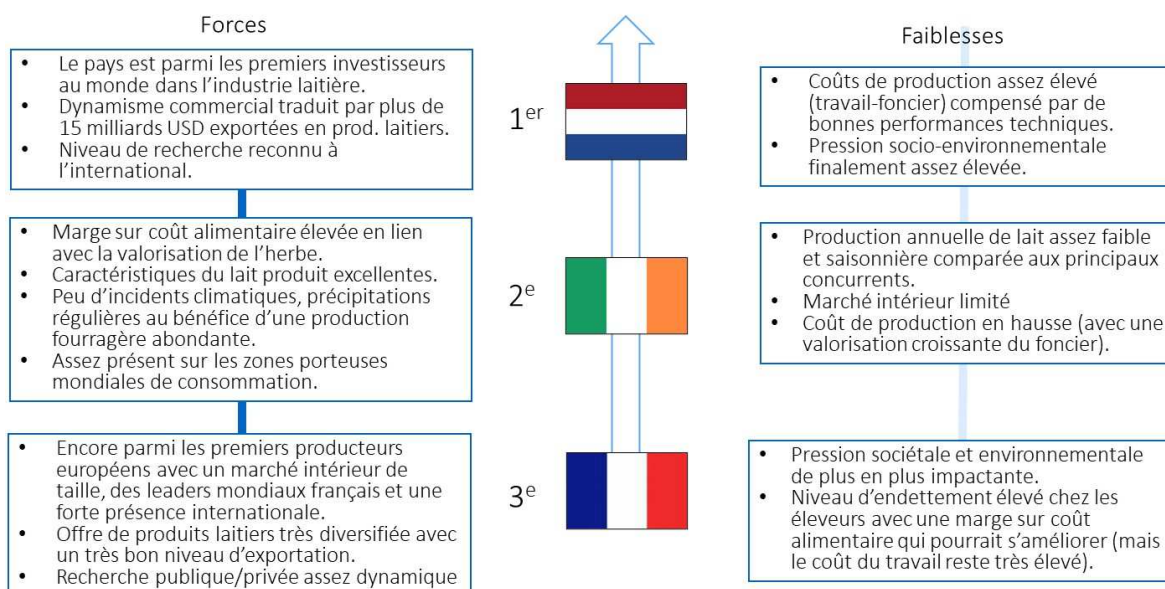 Forces
• Le pays est parmi les premiers investisseurs
au monde dans l’industrie laitière.
• Dynamisme commercial traduit par plus de
15 milliards USD exportées en prod. laitiers.
• Niveau de recherche reconnu à
l’international.
1er
Faiblesses
• Coûts de production assez élevé
(travail-foncier) compensé par de
bonnes performances techniques.
• Pression socio-environnementale
finalement assez élevée.
• Marge sur coût alimentaire élevée en lien
avec la valorisation de l’herbe.
• Caractéristiques du lait produit excellentes.
• Peu d’incidents climatiques, précipitations
régulières au bénéfice d’une production
fourragère abondante.
• Assez présent sur les zones porteuses
mondiales de consommation.
2e
• Production annuelle de lait assez faible
et saisonnière comparée aux principaux
concurrents.
• Marché intérieur limité
• Coût de production en hausse (avec une
valorisation croissante du foncier).
• Encore parmi les premiers producteurs
européens avec un marché intérieur de
taille, des leaders mondiaux français et une
forte présence internationale.
• Offre de produits laitiers très diversifiée avec
un très bon niveau d’exportation.
• Recherche publique/privée assez dynamique
3e
• Pression sociétale et environnementale
de plus en plus impactante.
• Niveau d’endettement élevé chez les
éleveurs avec une marge sur coût
alimentaire qui pourrait s’améliorer (mais
le coût du travail reste très élevé).